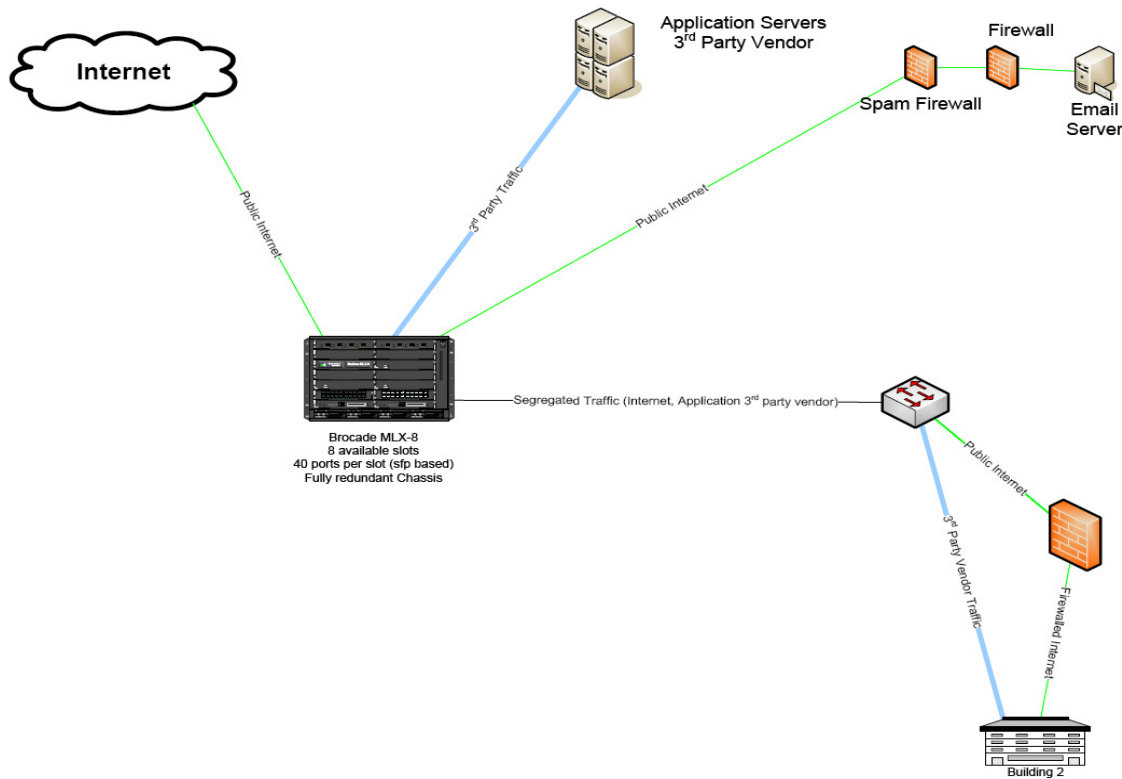 Internet
Application Servers
3rd Party Vendor
Firewall
Spam Firewall
Email
Server
Public Internet
3rd Party Traffic
Public Internet
Segregated Traffic (Internet, Application 3rd party vendor)
Brocade MLX-8
8 available slots
40 ports per slot (sfp based)
Fully redundant Chassis
Public Internet
3rd Party Vendor Traffic
Firewalled Internet
Building 2